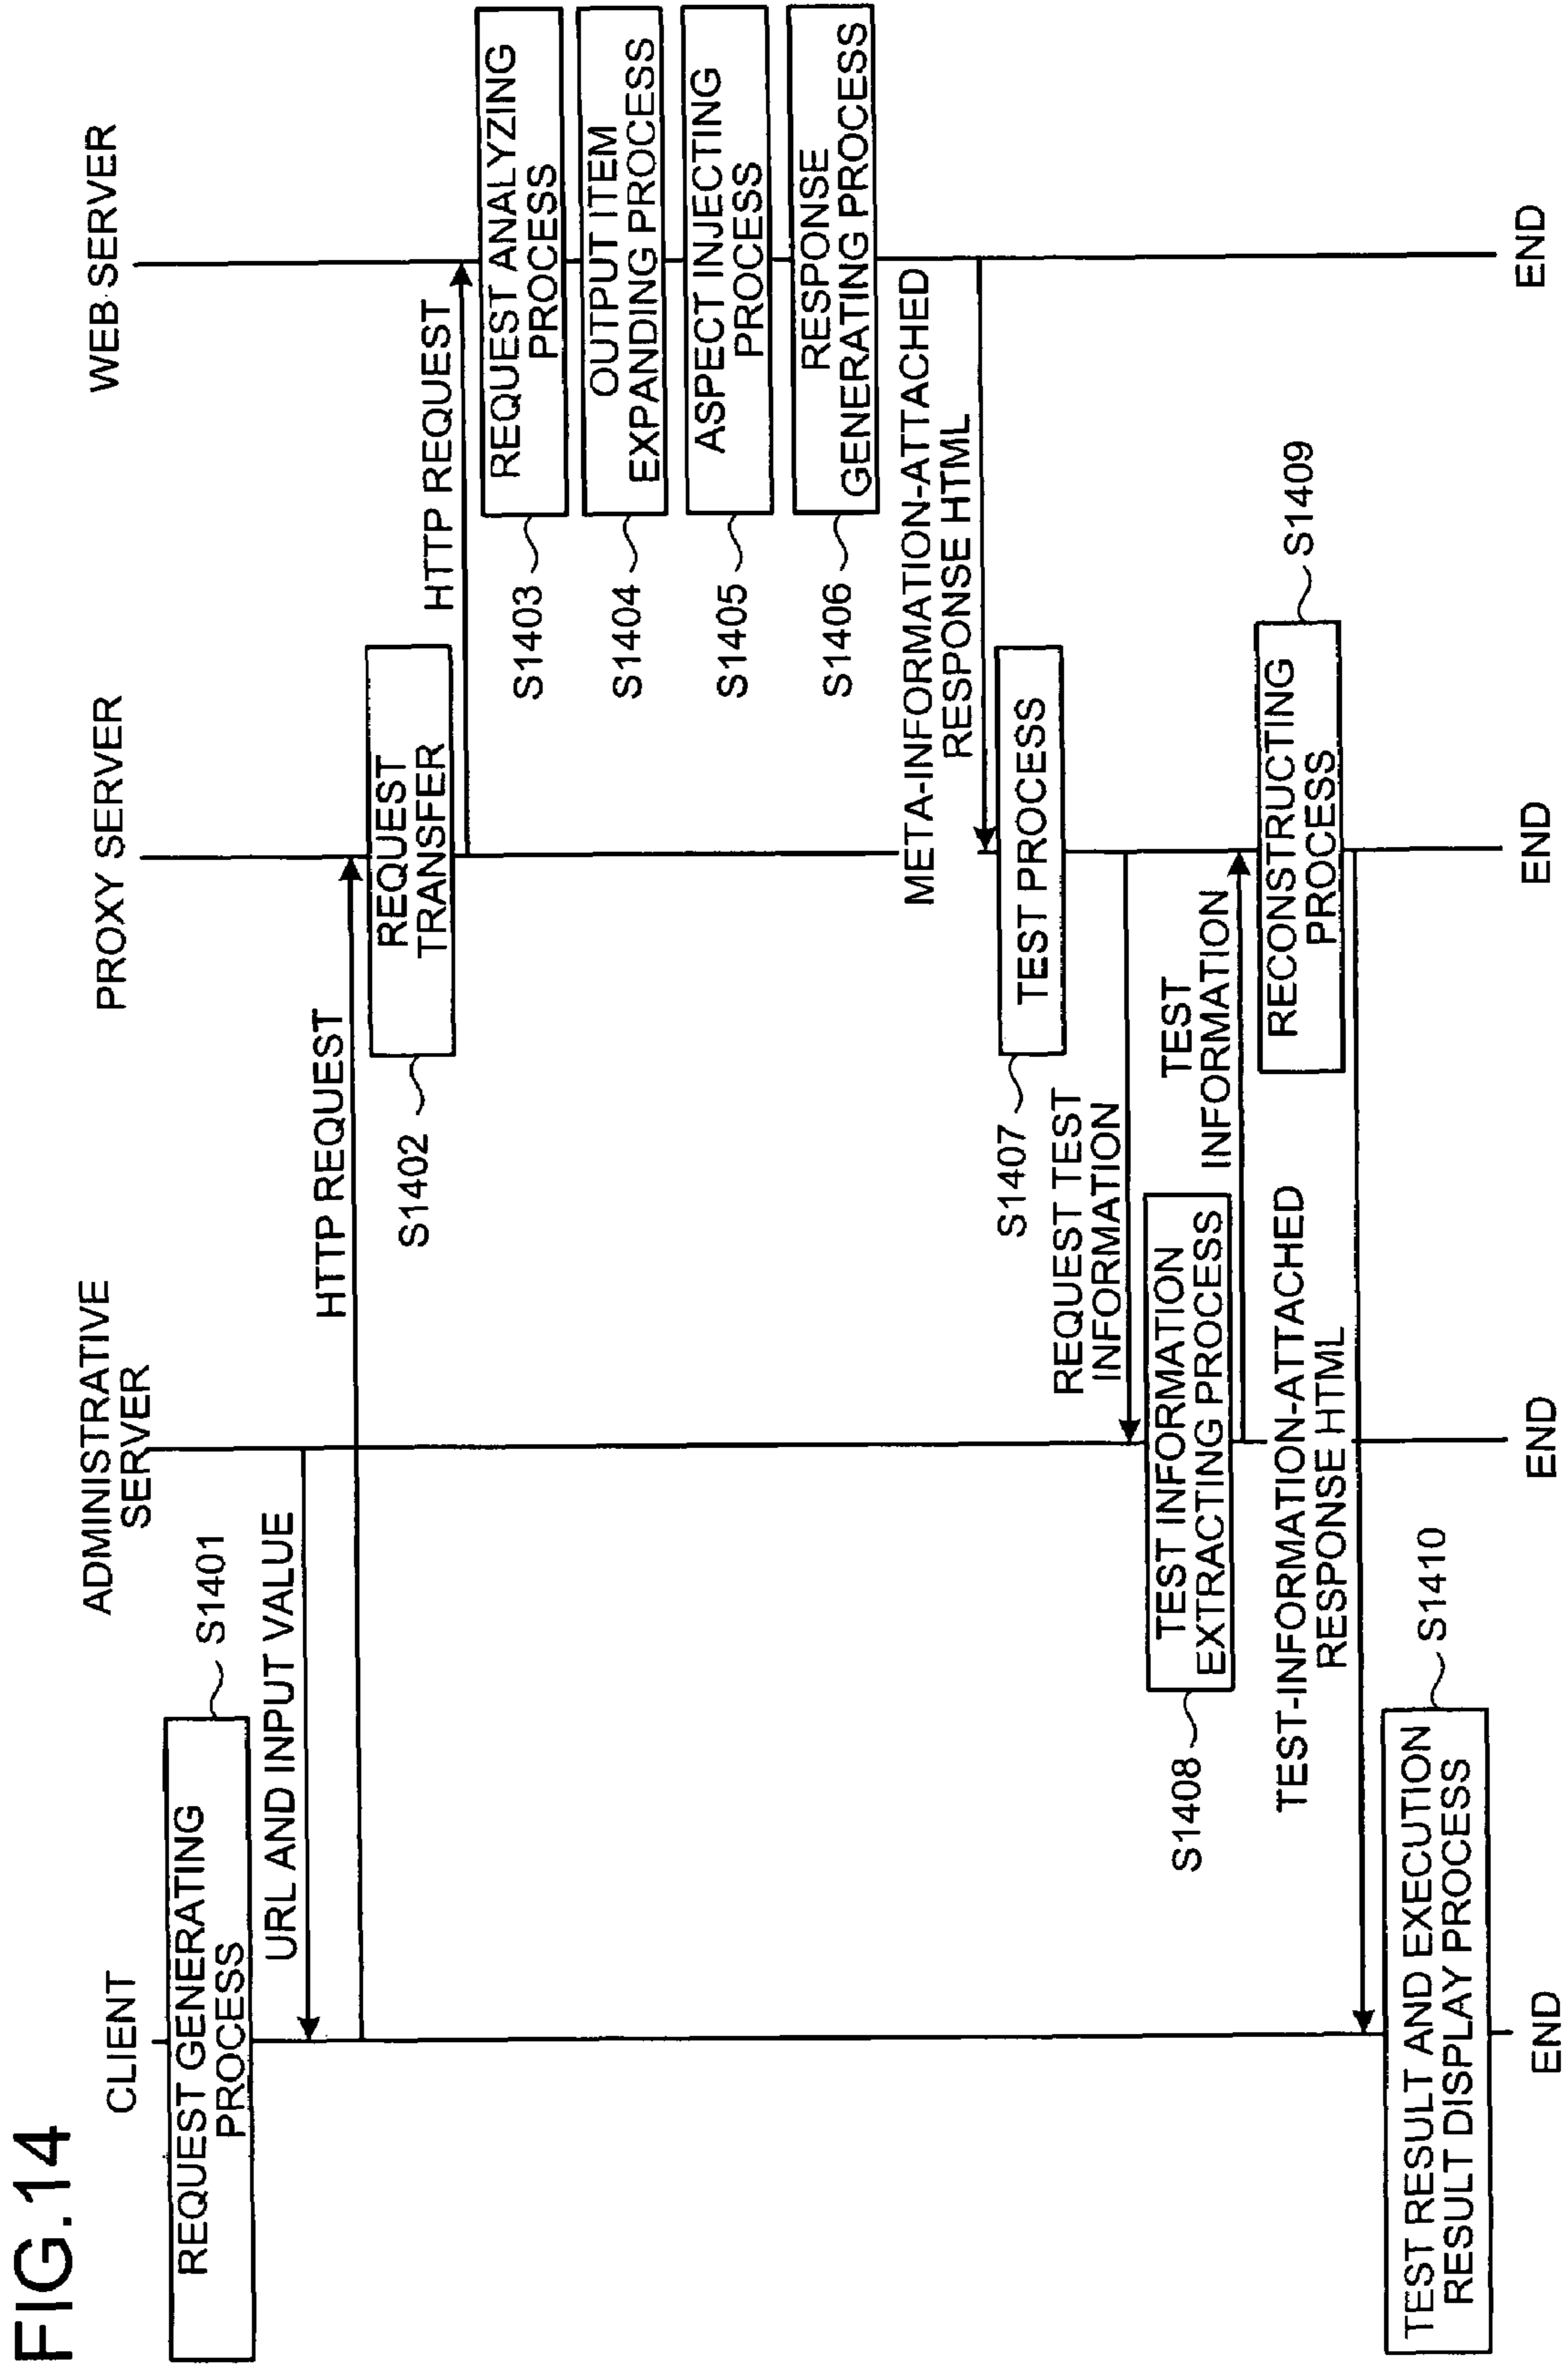 FIG.14
CLIENT
ADMINISTRATIVE
SERVER
PROXY SERVER
WEB SERVER
REQUEST GENERATING
PROCESS
S1401
URL AND INPUT VALUE
HTTP REQUEST
REQUEST
TRANSFER
S1402
HTTP REQUEST
REQUEST ANALYZING
PROCESS
S1403
OUTPUT ITEM
EXPANDING PROCESS
S1404
ASPECT INJECTING
PROCESS
S1405
RESPONSE
GENERATING PROCESS
S1406
META-INFORMATION-ATTACHED
RESPONSE HTML
TEST PROCESS
S1407
REQUEST TEST
INFORMATION
TEST INFORMATION
EXTRACTING PROCESS
S1408
TEST
INFORMATION
RECONSTRUCTING
PROCESS
S1409
TEST-INFORMATION-ATTACHED
RESPONSE HTML
TEST RESULT AND EXECUTION
RESULT DISPLAY PROCESS
S1410
END
END
END
END